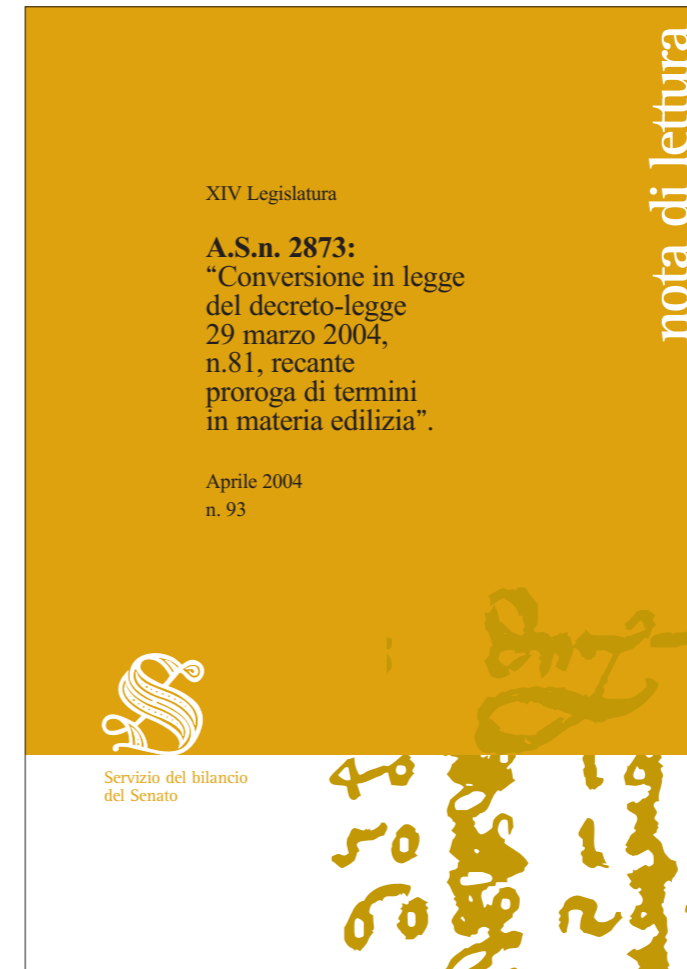 nota di lettura
XIV Legislatura
A.S.n. 2873:
“Conversione in legge
del decreto-legge
29 marzo 2004,
n.81, recante
proroga di termini
in materia edilizia”.
Aprile 2004
n. 93
Servizio del bilancio
del Senato